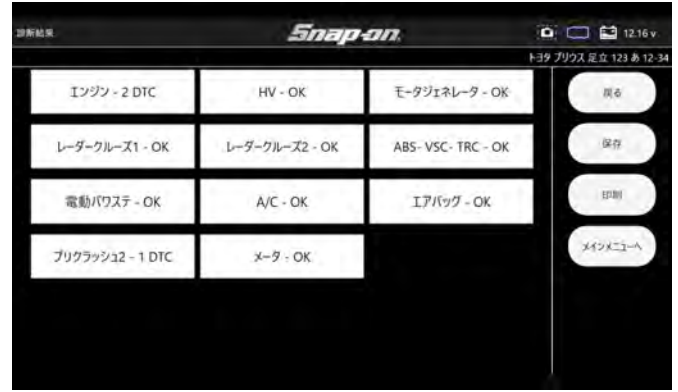 診断結果
Snap-on
12.16 v
トヨタ プリウス 足立 123 あ 12-34
エンジン - 2 DTC
HV - OK
モータジェネレータ - OK
戻る
レーダークルーズ1 - OK
レーダークルーズ2 - OK
ABS- VSC- TRC - OK
保存
電動パワステ - OK
A/C - OK
エアバッグ - OK
印刷
プリクラッシュ2 - 1 DTC
メータ - OK
メインメニューへ